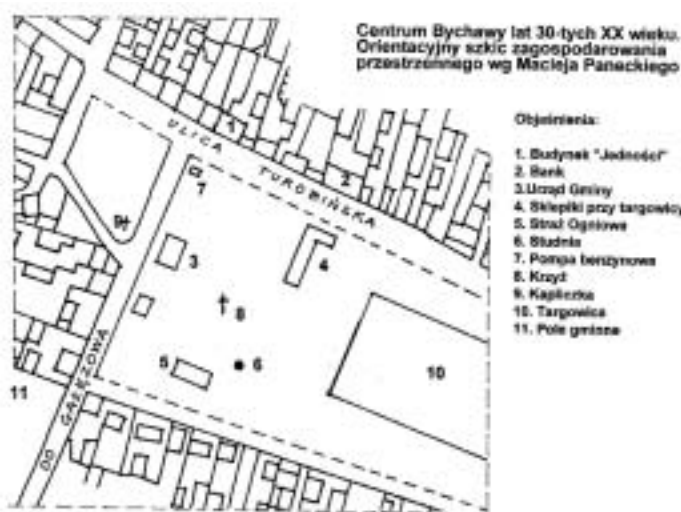 Centrum Bychawy lat 30-tych XX wieku.
Orientacyjny szkic zagospodarowania
przestrzennego wg Macieja Paneckiego
Objaśnienia:
1. Budynek "Jedności"
2. Bank
3.Urząd Gminy
4. Sklepiki przy targowicy
5. Straż Ogniowa
6. Studnia
7. Pompa benzynowa
8. Krzyż
9. Kapliczka
10. Targowica
11. Pole gminne
ULICA TUROBIŃSKA
1
2
7
9
3
4
8
5
6
10
11
DO GAŁĘZOWA